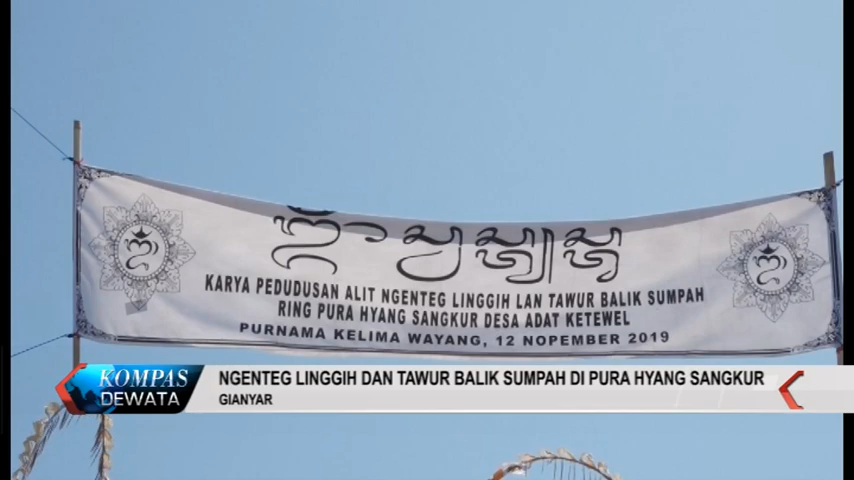 KARYA PEDUDUSAN ALIT NGENTEG LINGGIH LAN TAWUR BALIK SUMPAH
RING PURA HYANG SANGKUR DESA ADAT KETEWEL
PURNAMA KELIMA WAYANG, 12 NOPEMBER 2019
KOMPAS
DEWATA
NGENTEG LINGGIH DAN TAWUR BALIK SUMPAH DI PURA HYANG SANGKUR
GIANYAR